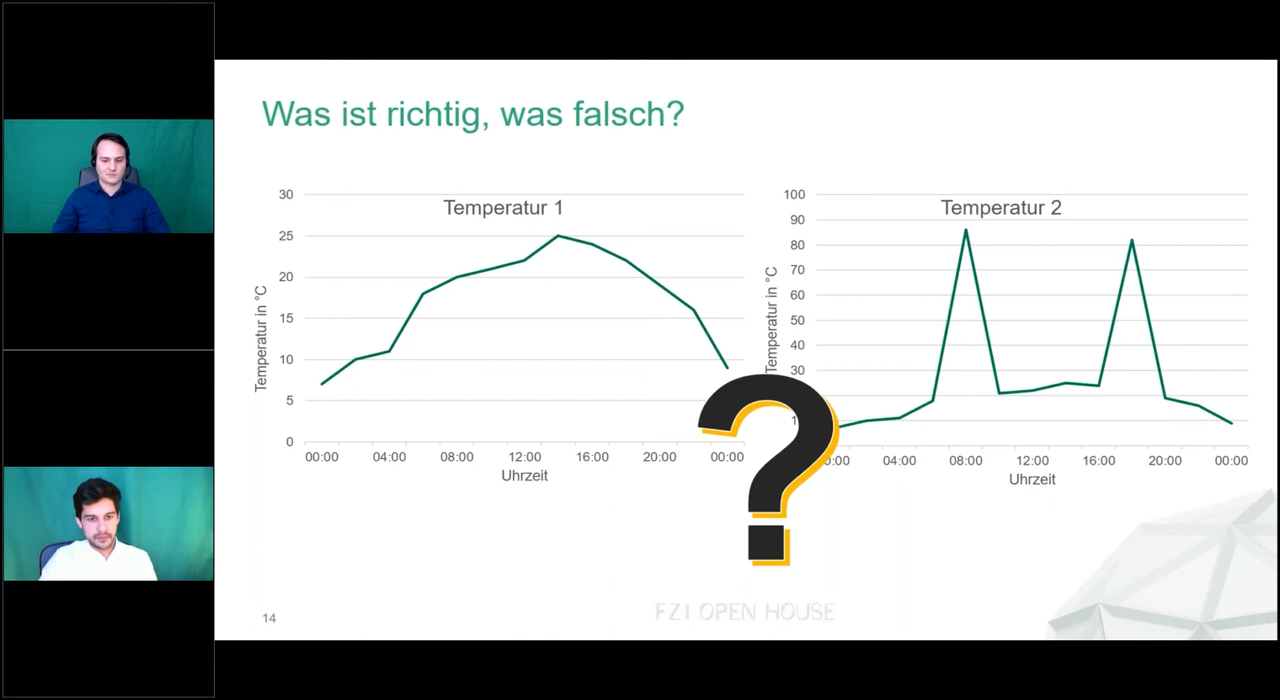 Was ist richtig, was falsch?
Temperatur 1
30
25
20
15
10
5
0
Temperatur in °C
00:00 04:00 08:00 12:00 16:00 20:00 00:00
Uhrzeit
Temperatur 2
100
90
80
70
60
50
40
30
Temperatur in °C
04:00 08:00 12:00 16:00 20:00 00:00
Uhrzeit
14
FZI OPEN HOUSE